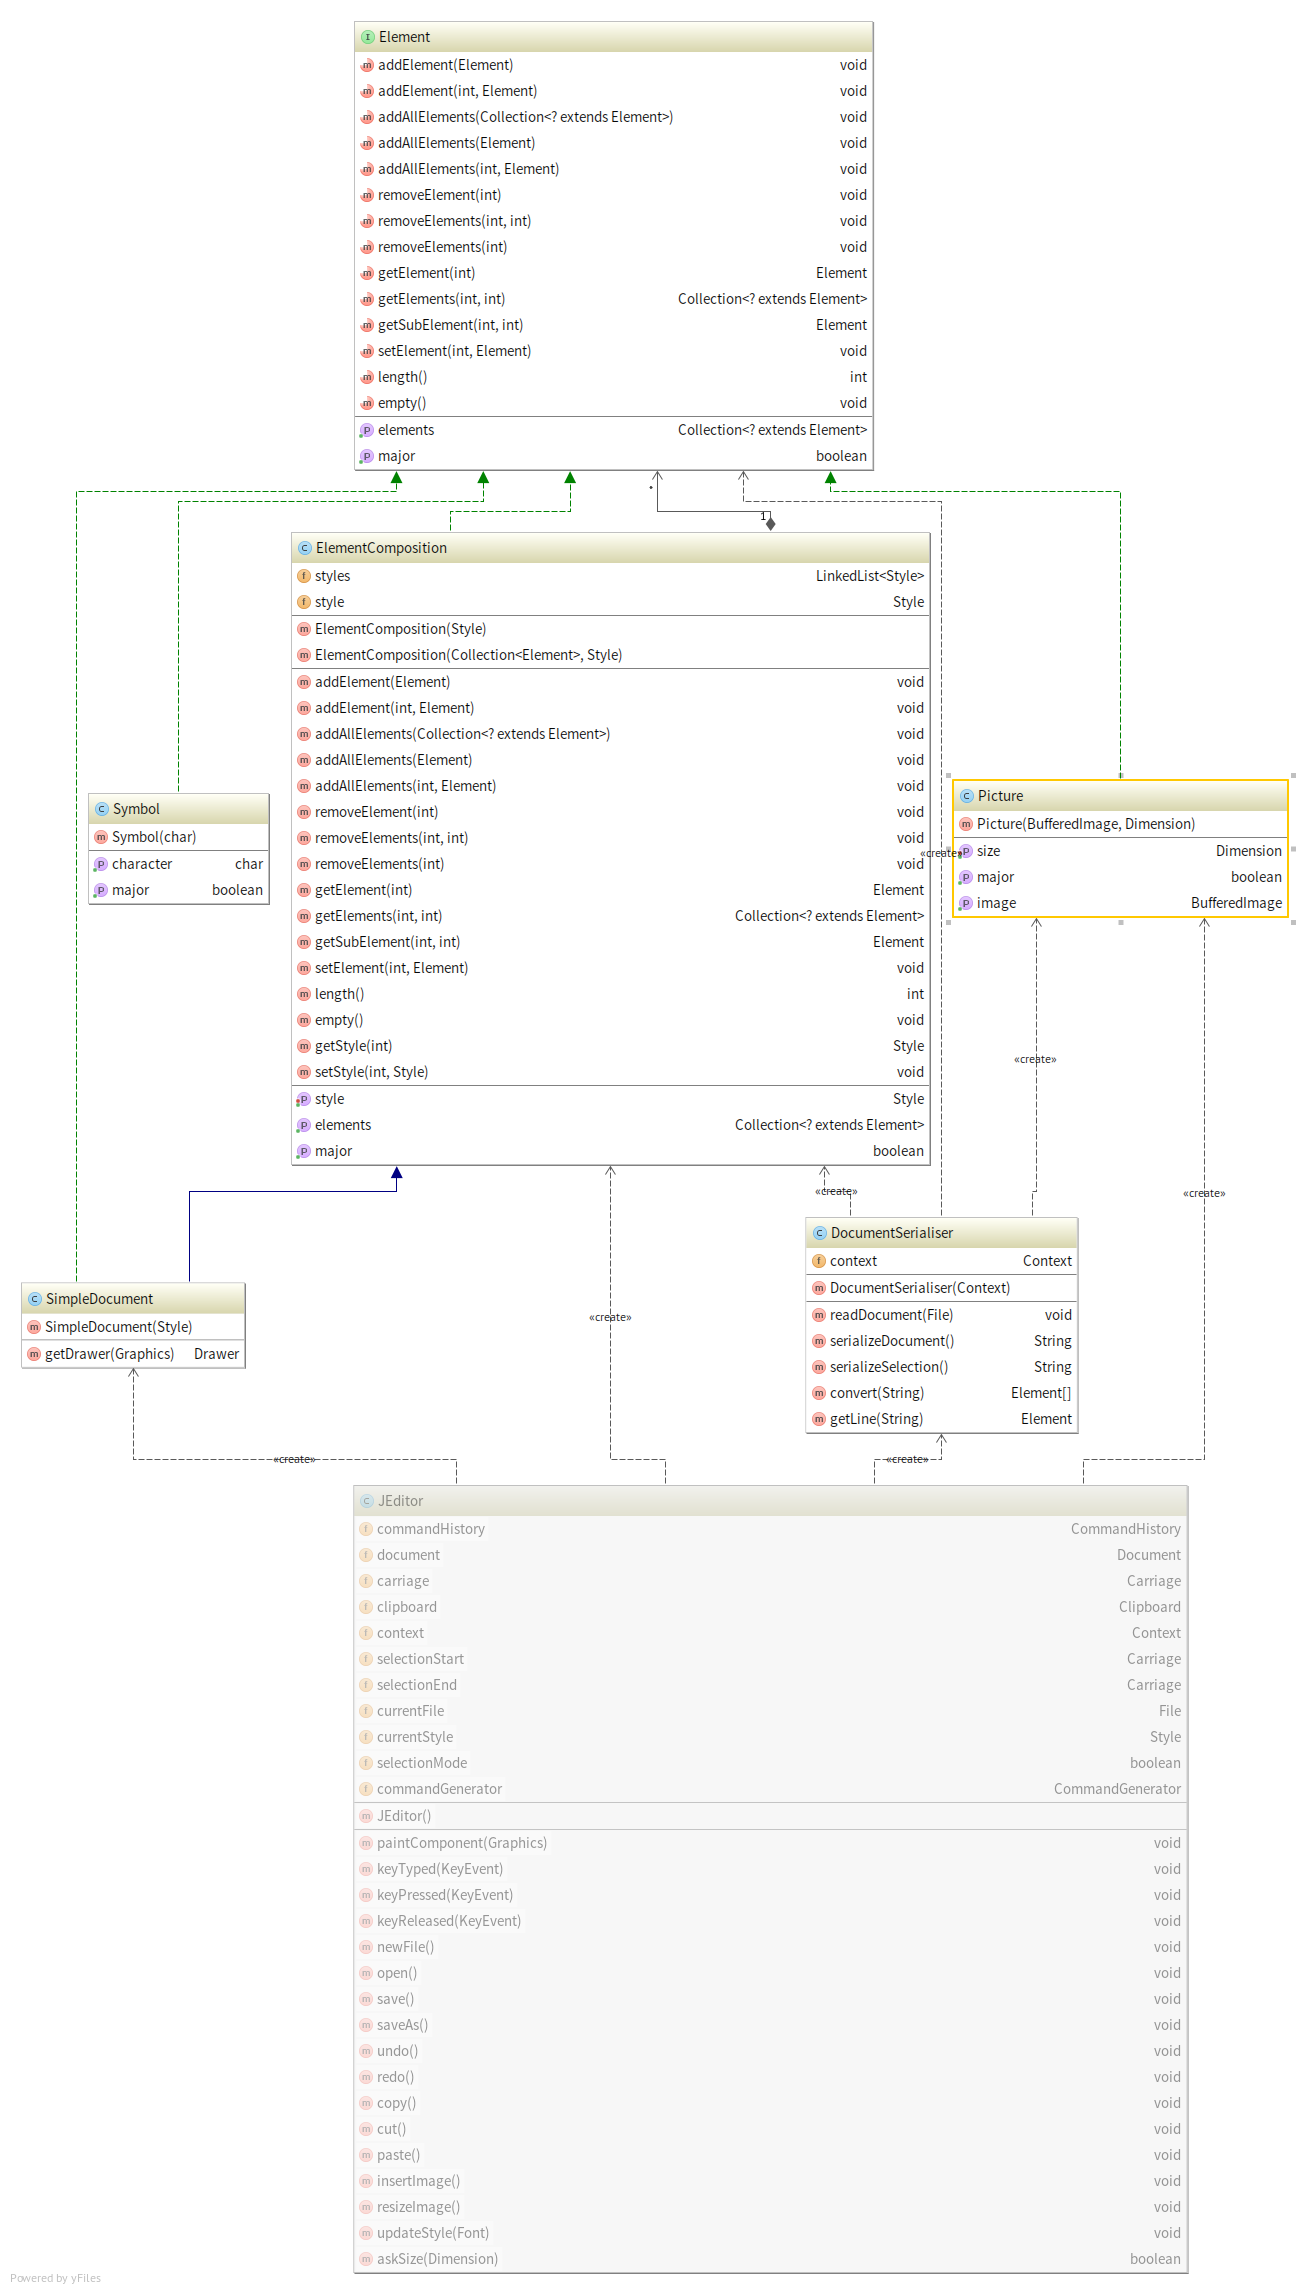 Element
addElement(Element) void
addElement(int, Element) void
addAllElements(Collection<? extends Element>) void
addAllElements(Element) void
addAllElements(int, Element) void
removeElement(int) void
removeElements(int, int) void
removeElements(int) void
getElement(int) Element
getElements(int, int) Collection<? extends Element>
getSubElement(int, int) Element
setElement(int, Element) void
length() int
empty() void
elements Collection<? extends Element>
major boolean
*
1
ElementComposition
styles LinkedList<Style>
style Style
ElementComposition(Style)
ElementComposition(Collection<Element>, Style)
addElement(Element) void
addElement(int, Element) void
addAllElements(Collection<? extends Element>) void
addAllElements(Element) void
addAllElements(int, Element) void
removeElement(int) void
removeElements(int, int) void
removeElements(int) void
getElement(int) Element
getElements(int, int) Collection<? extends Element>
getSubElement(int, int) Element
setElement(int, Element) void
length() int
empty() void
getStyle(int) Style
setStyle(int, Style) void
style Style
elements Collection<? extends Element>
major boolean
Symbol
Symbol(char)
character char
major boolean
«create»
Picture
Picture(BufferedImage, Dimension)
size Dimension
major boolean
image BufferedImage
«create»
«create»
«create»
SimpleDocument
SimpleDocument(Style)
getDrawer(Graphics) Drawer
«create»
DocumentSerialiser
context Context
DocumentSerialiser(Context)
readDocument(File) void
serializeDocument() String
serializeSelection() String
convert(String) Element[]
getLine(String) Element
«create»
«create»
JEditor
commandHistory CommandHistory
document Document
carriage Carriage
clipboard Clipboard
context Context
selectionStart Carriage
selectionEnd Carriage
currentFile File
currentStyle Style
selectionMode boolean
commandGenerator CommandGenerator
JEditor()
paintComponent(Graphics) void
keyTyped(KeyEvent) void
keyPressed(KeyEvent) void
keyReleased(KeyEvent) void
newFile() void
open() void
save() void
saveAs() void
undo() void
redo() void
copy() void
cut() void
paste() void
insertImage() void
resizeImage() void
updateStyle(Font) void
askSize(Dimension) boolean
Powered by yFiles